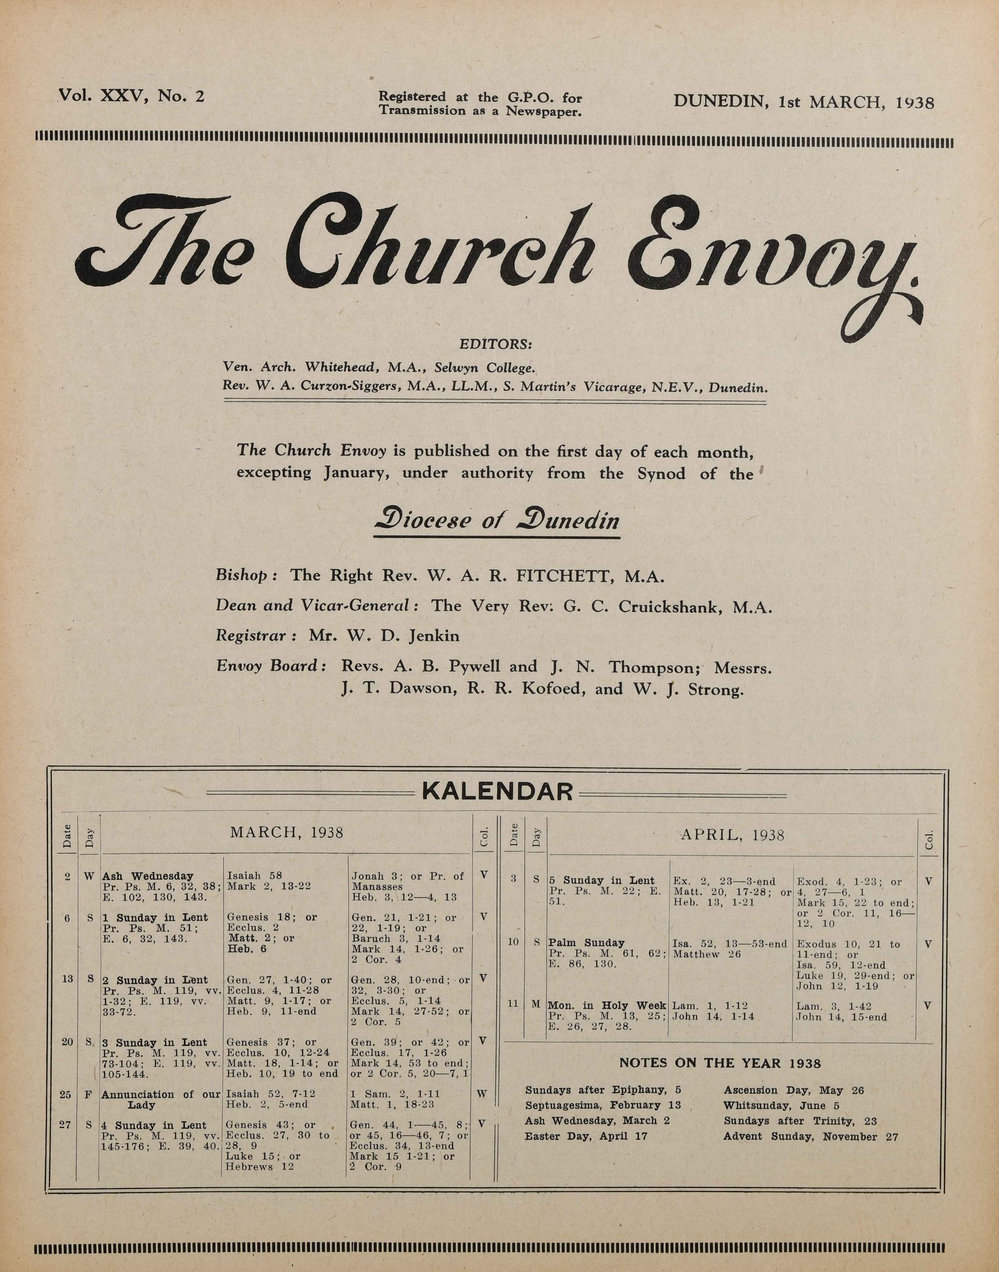 Vol. XXV, No. 2
Registered at the G.P.O. for
Transmission as a Newspaper.
DUNEDIN, 1st MARCH, 1938
The Church Envoy.
EDITORS:
Ven. Arch. Whitehead, M.A., Selwyn College.
Rev. W. A. Curzon-Siggers, M.A., LL.M., S. Martin's Vicarage, N.E.V., Dunedin.
The Church Envoy is published on the first day of each month,
excepting January, under authority from the Synod of the
Diocese of Dunedin
Bishop : The Right Rev. W. A. R. FITCHETT, M.A.
Dean and Vicar-General : The Very Rev. G. C. Cruickshank, M.A.
Registrar : Mr. W. D. Jenkin
Envoy Board : Revs. A. B. Pywell and J. N. Thompson; Messrs.
J. T. Dawson, R. R. Kofoed, and W. J. Strong.
KALENDAR
Date
Day
MARCH, 1938
Col.
2 W Ash Wednesday
Pr. Ps. M. 6, 32, 38;
E. 102, 130, 143.
Isaiah 58
Mark 2, 13-22
Jonah 3; or Pr. of
Manasses
Heb. 3, 12—4, 13
V
6 S 1 Sunday in Lent
Pr. Ps. M. 51;
E. 6, 32, 143.
Genesis 18; or
Ecclus. 2
Matt. 2; or
Heb. 6
Gen. 21, 1-21; or
22, 1-19; or
Baruch 3, 1-14
Mark 14, 1-26; or
2 Cor. 4
V
13 S 2 Sunday in Lent
Pr. Ps. M. 119, vv.
1-32; E. 119, vv.
33-72.
Gen. 27, 1-40; or
Ecclus. 4, 11-28
Matt. 9, 1-17; or
Heb. 9, 11-end
Gen. 28, 10-end; or
32, 3-30; or
Ecclus. 5, 1-14
Mark 14, 27-52; or
2 Cor. 5
V
20 S. 3 Sunday in Lent
Pr. Ps. M. 119, vv.
73-104; E. 119, vv.
105-144.
Genesis 37; or
Ecclus. 10, 12-24
Matt. 18, 1-14; or
Heb. 10, 19 to end
Gen. 39; or 42; or
Ecclus. 17, 1-26
Mark 14, 53 to end;
or 2 Cor. 5, 20—7, 1
V
25 F Annunciation of our
Lady
Isaiah 52, 7-12
Heb. 2, 5-end
1 Sam. 2, 1-11
Matt. 1, 18-23
W
27 S 4 Sunday in Lent
Pr. Ps. M. 119, vv.
145-176; E. 39, 40.
Genesis 43; or
Ecclus. 27, 30 to
28, 9
Luke 15; or
Hebrews 12
Gen. 44, 1—45, 8;
or 45, 16—46, 7; or
Ecclus. 34, 13-end
Mark 15 1-21; or
2 Cor. 9
V
Date
Day
APRIL, 1938
Col.
3 S 5 Sunday in Lent
Pr. Ps. M. 22; E.
51.
Ex. 2, 23—3-end
Matt. 20, 17-28; or
Heb. 13, 1-21
Exod. 4, 1-23; or
4, 27—6, 1
Mark 15, 22 to end;
or 2 Cor. 11, 16—
12, 10
V
10 S Palm Sunday
Pr. Ps. M. 61, 62;
E. 86, 130.
Isa. 52, 13—53-end
Matthew 26
Exodus 10, 21 to
11-end; or
Isa. 59, 12-end
Luke 19, 29-end; or
John 12, 1-19
V
11 M Mon. in Holy Week
Pr. Ps. M. 13, 25;
E. 26, 27, 28.
Lam. 1, 1-12
John 14, 1-14
Lam. 3, 1-42
John 14, 15-end
V
NOTES ON THE YEAR 1938
Sundays after Epiphany, 5
Septuagesima, February 13
Ash Wednesday, March 2
Easter Day, April 17
Ascension Day, May 26
Whitsunday, June 5
Sundays after Trinity, 23
Advent Sunday, November 27